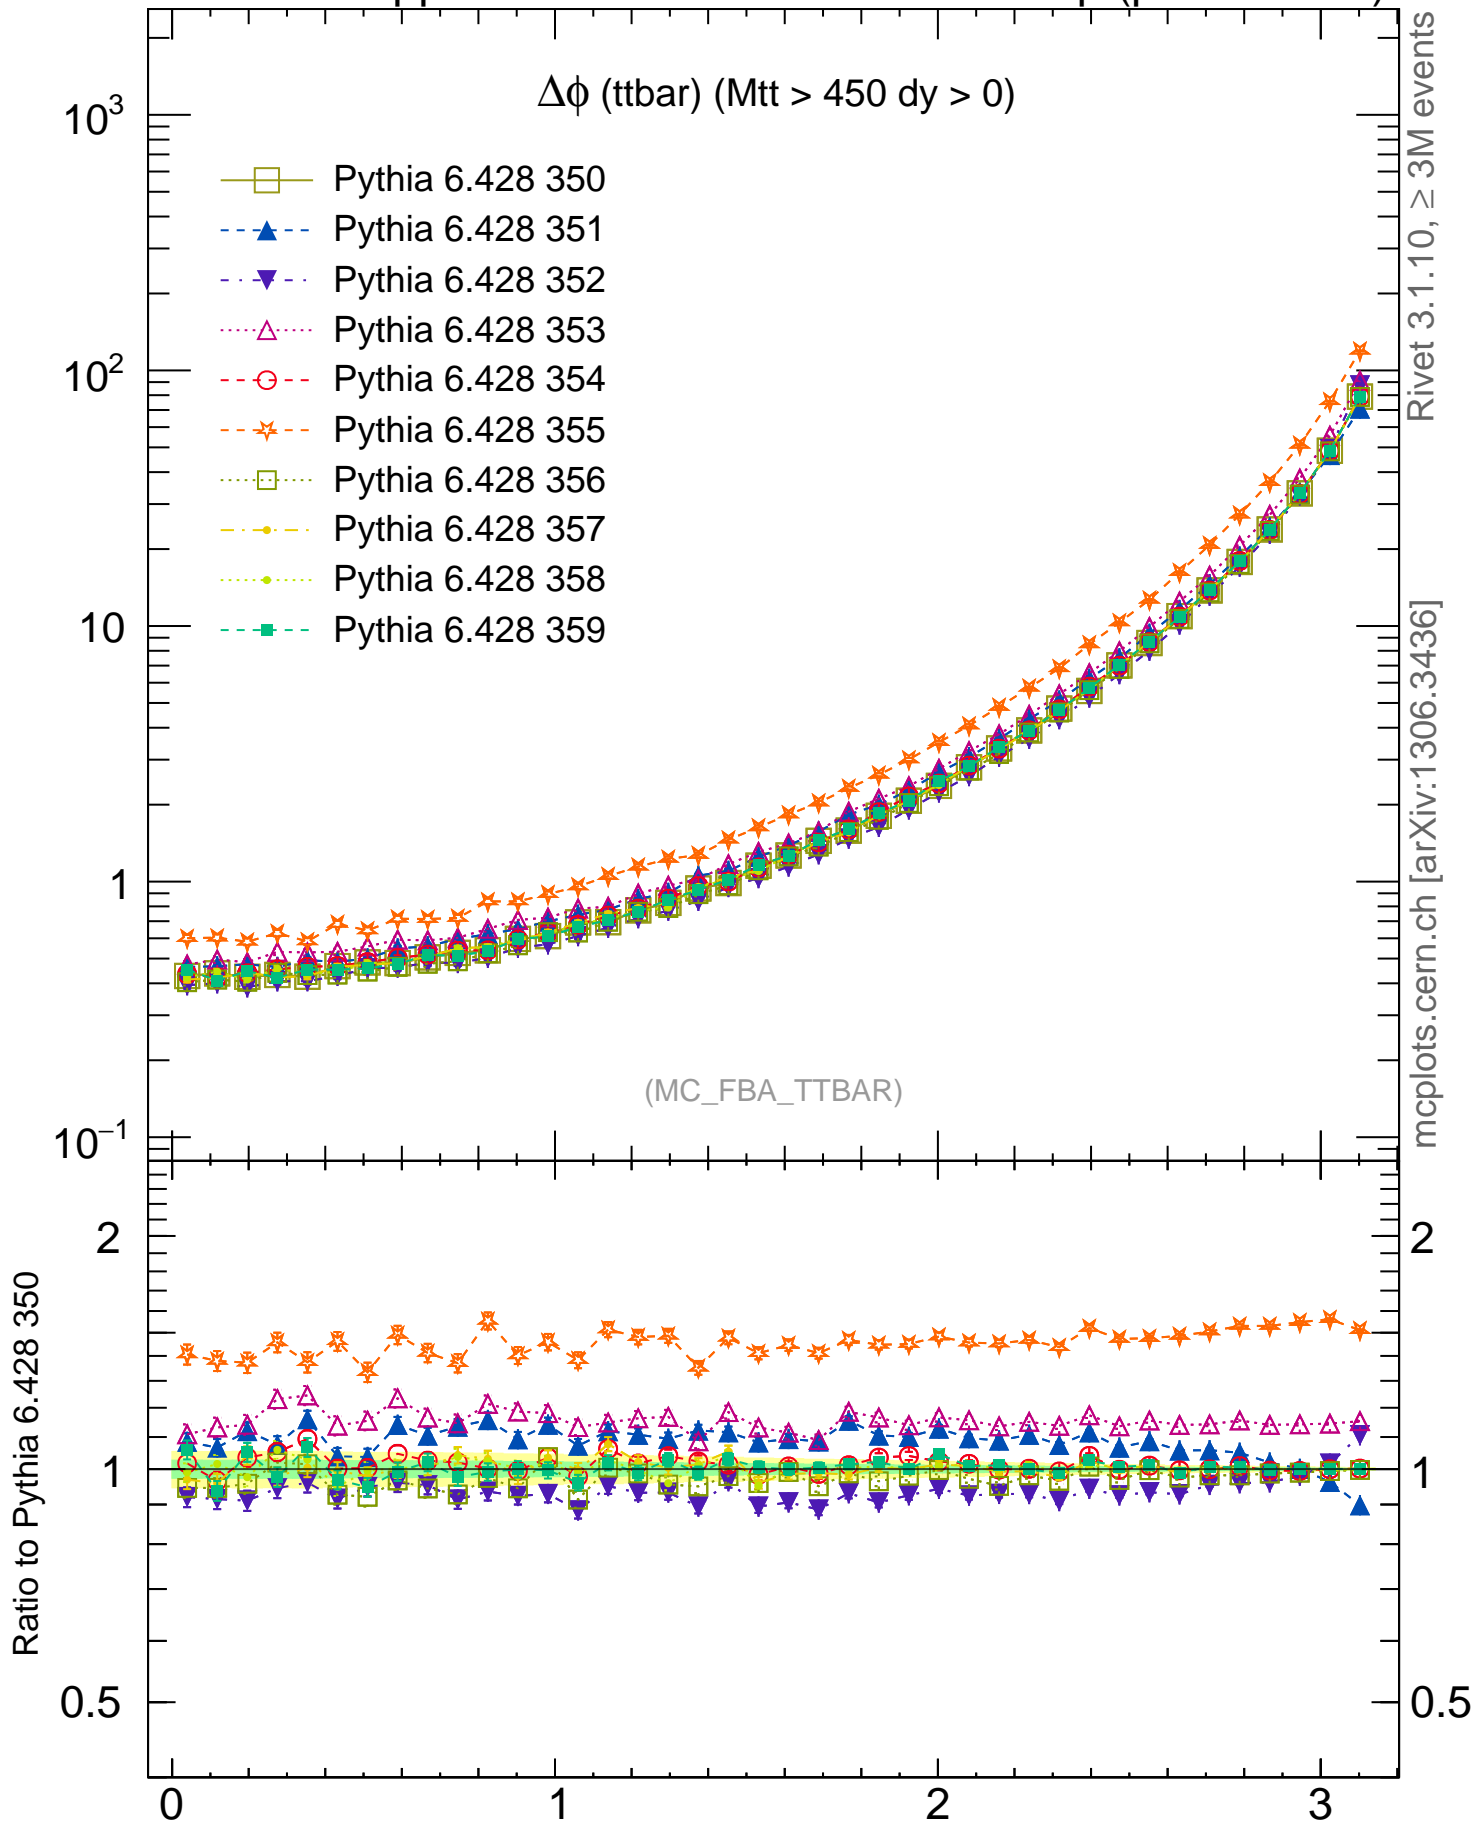 Δϕ (ttbar) (Mtt > 450 dy > 0)
10³
10²
10
1
10⁻¹
Pythia 6.428 350
Pythia 6.428 351
Pythia 6.428 352
Pythia 6.428 353
Pythia 6.428 354
Pythia 6.428 355
Pythia 6.428 356
Pythia 6.428 357
Pythia 6.428 358
Pythia 6.428 359
(MC_FBA_TTBAR)
Rivet 3.1.10, ≥ 3M events
mcplots.cern.ch [arXiv:1306.3436]
Ratio to Pythia 6.428 350
2
1
0.5
2
1
0.5
0
1
2
3